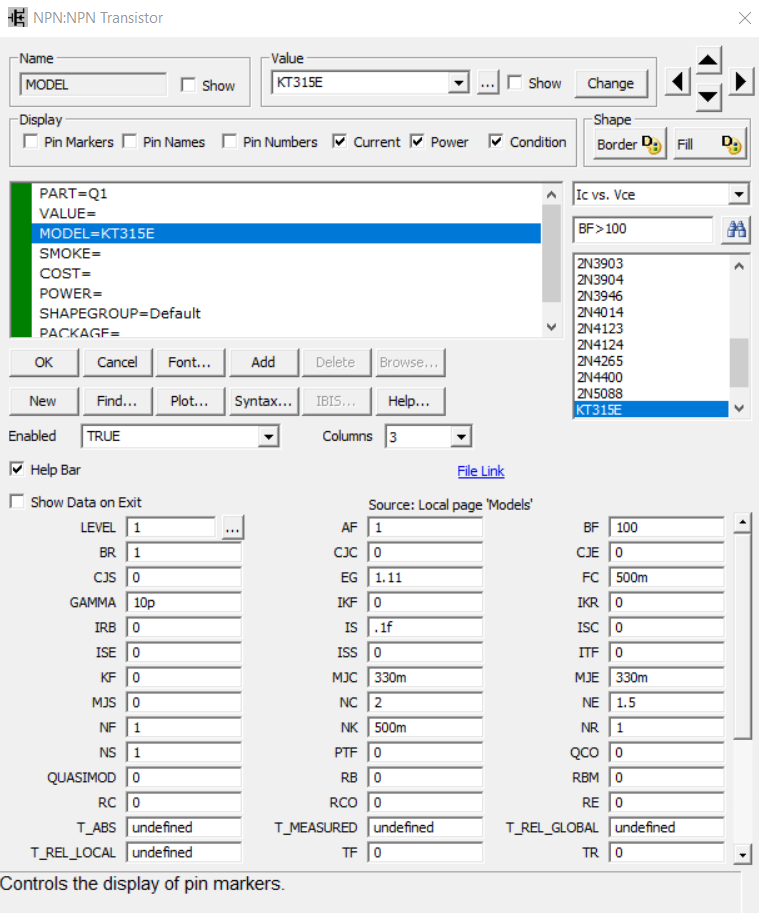 NPN:NPN Transistor
Name
MODEL
Show
Value
KT315E
...
Show
Change
Display
Pin Markers
Pin Names
Pin Numbers
Current
Power
Condition
Shape
Border
Fill
PART=Q1
VALUE=
MODEL=KT315E
SMOKE=
COST=
POWER=
SHAPEGROUP=Default
PACKAGE=
Ic vs. Vce
BF>100
2N3903
2N3904
2N3946
2N4014
2N4123
2N4124
2N4265
2N4400
2N5088
KT315E
OK Cancel Font... Add Delete Browse...
New Find... Plot... Syntax... IBIS... Help...
Enabled TRUE Columns 3
Help Bar File Link
Show Data on Exit Source: Local page 'Models'
LEVEL 1 ... AF 1 BF 100
BR 1 CJC 0 CJE 0
CJS 0 EG 1.11 FC 500m
GAMMA 10p IKF 0 IKR 0
IRB 0 IS .1f ISC 0
ISE 0 ISS 0 ITF 0
KF 0 MJC 330m MJE 330m
MJS 0 NC 2 NE 1.5
NF 1 NK 500m NR 1
NS 1 PTF 0 QCO 0
QUASIMOD 0 RB 0 RBM 0
RC 0 RCO 0 RE 0
T_ABS undefined T_MEASURED undefined T_REL_GLOBAL undefined
T_REL_LOCAL undefined TF 0 TR 0
Controls the display of pin markers.